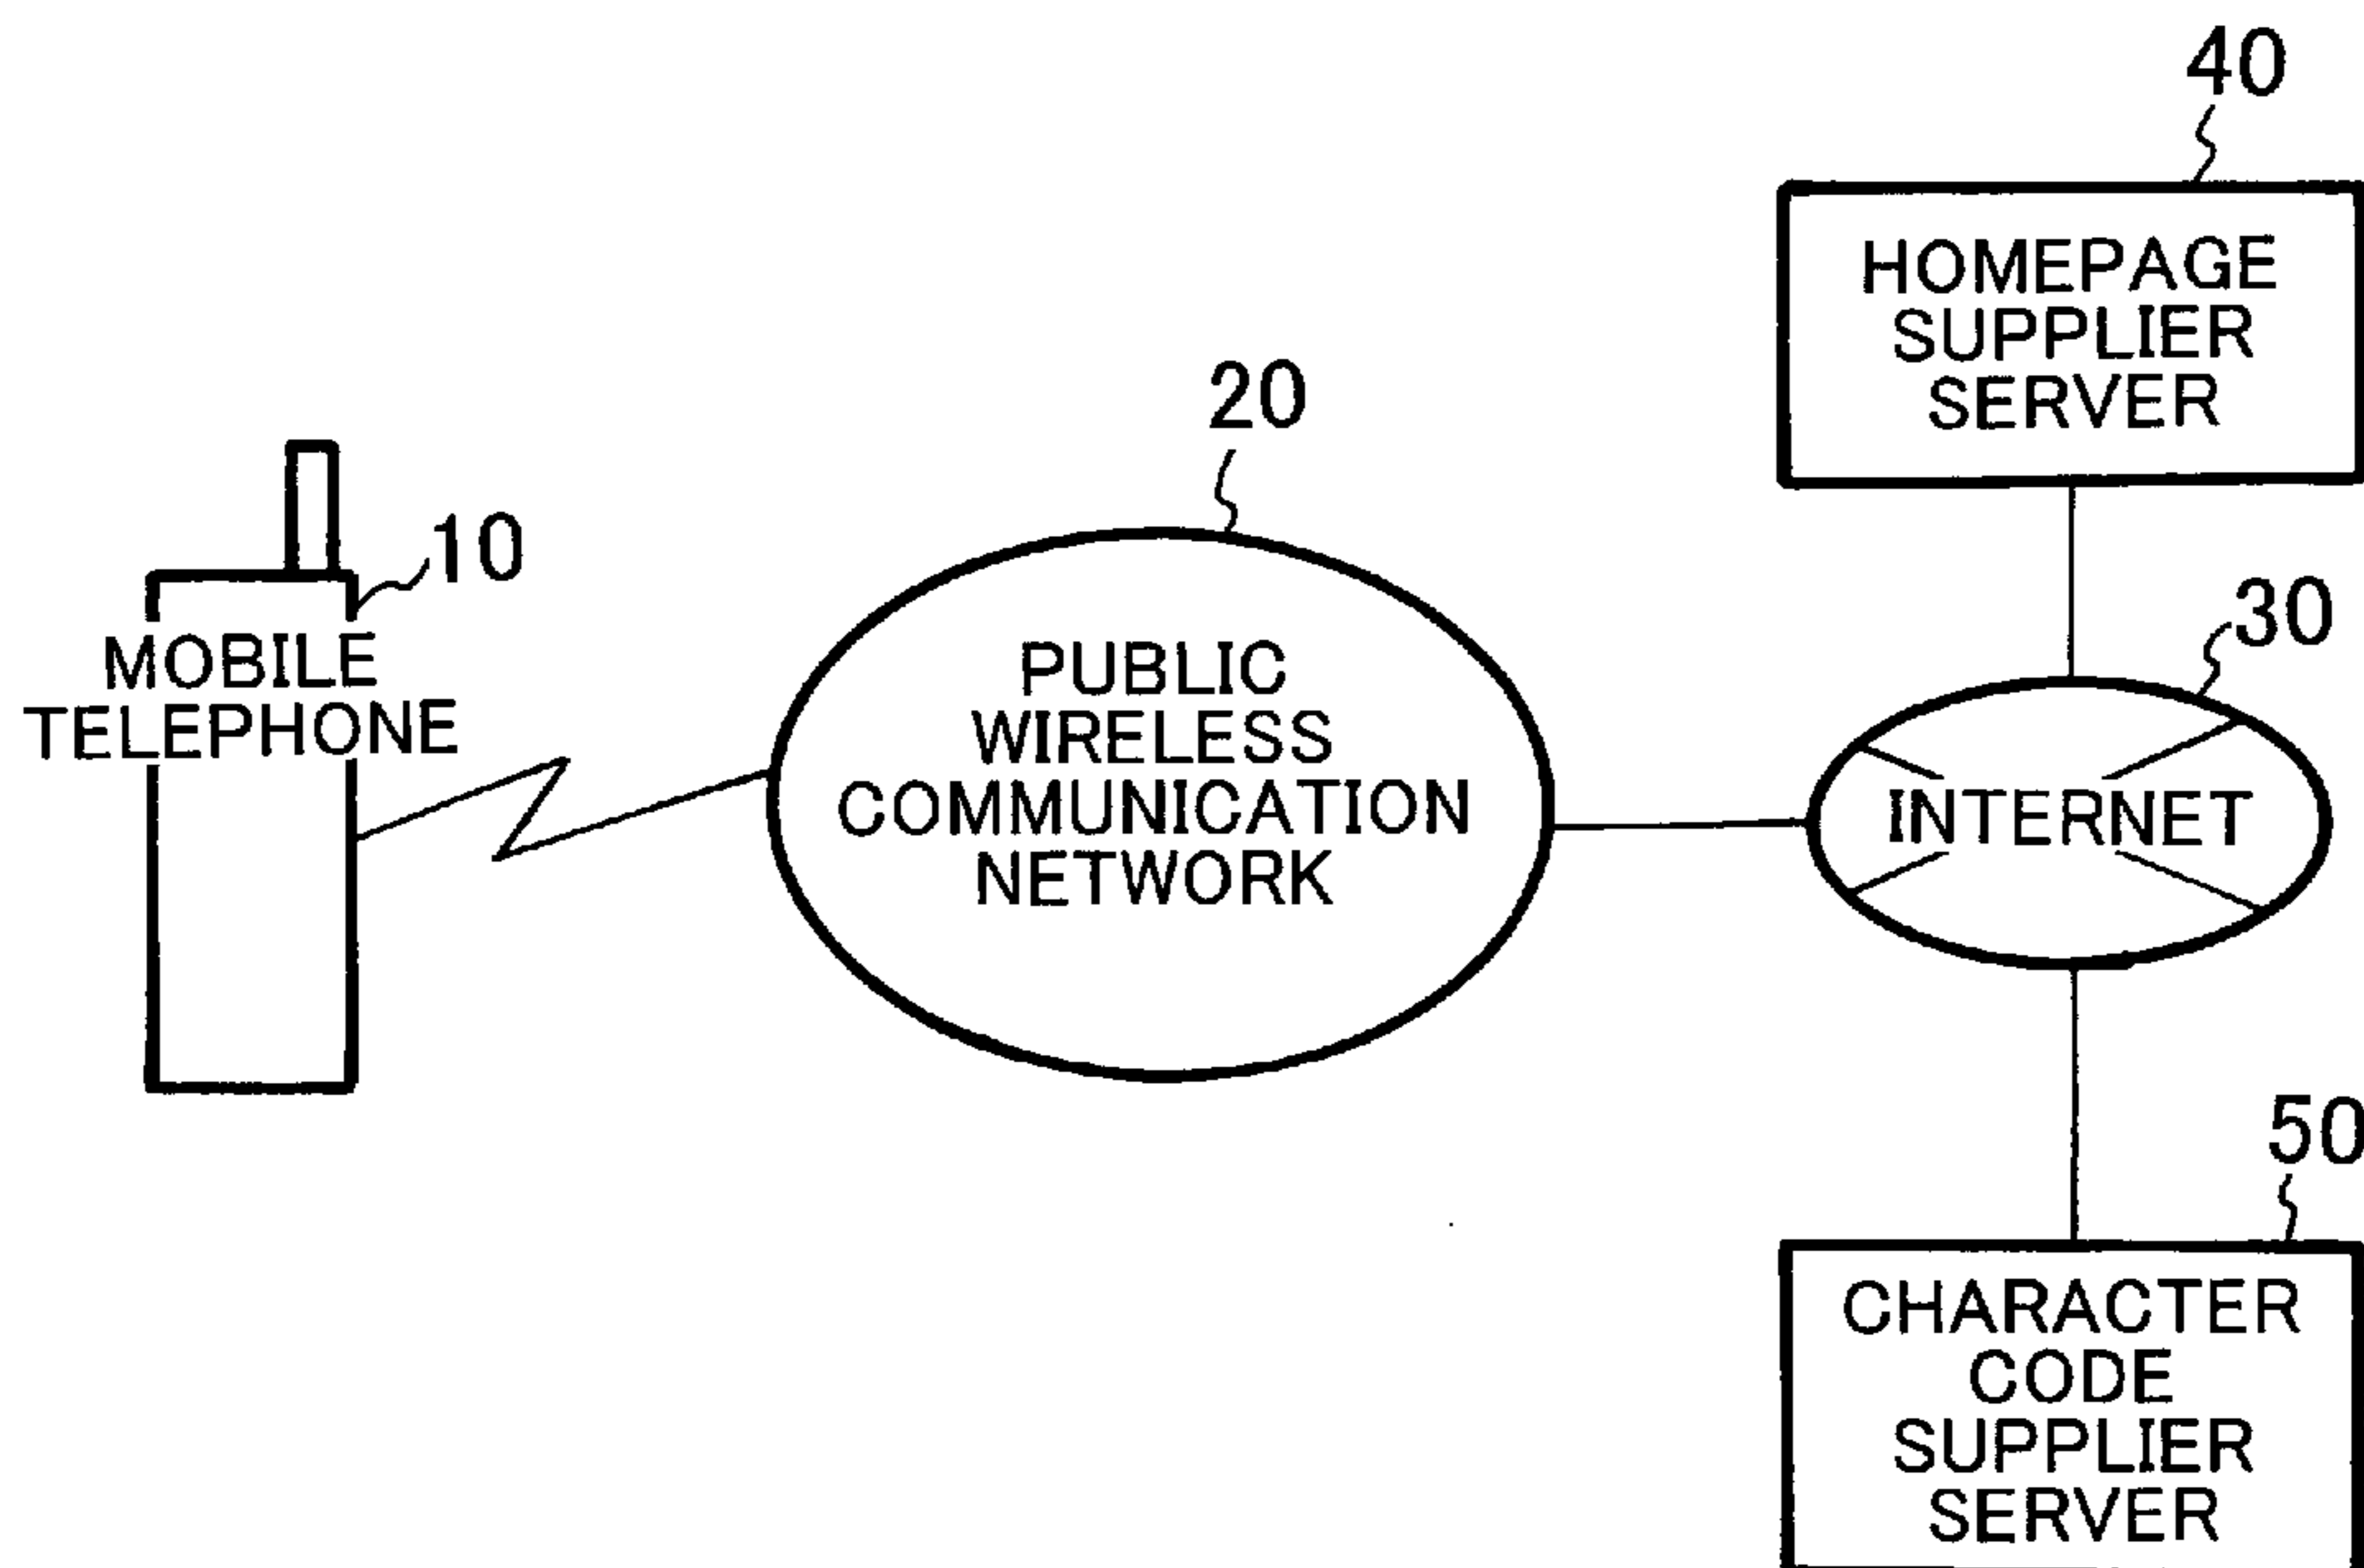 40
HOMEPAGE
SUPPLIER
SERVER
20
10
MOBILE
TELEPHONE
PUBLIC
WIRELESS
COMMUNICATION
NETWORK
30
INTERNET
50
CHARACTER
CODE
SUPPLIER
SERVER